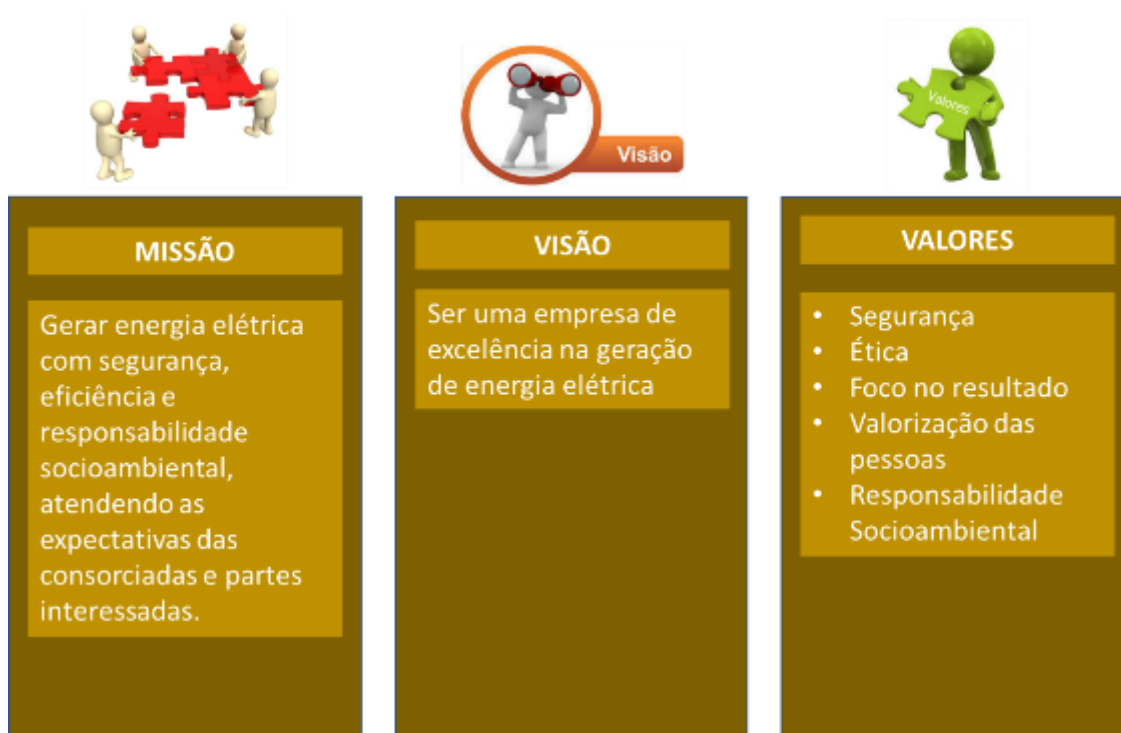 Visão
Valores
MISSÃO
Gerar energia elétrica
com segurança,
eficiência e
responsabilidade
socioambiental,
atendendo as
expectativas das
consorciadas e partes
interessadas.
VISÃO
Ser uma empresa de
excelência na geração
de energia elétrica
VALORES
• Segurança
• Ética
• Foco no resultado
• Valorização das
pessoas
• Responsabilidade
Socioambiental